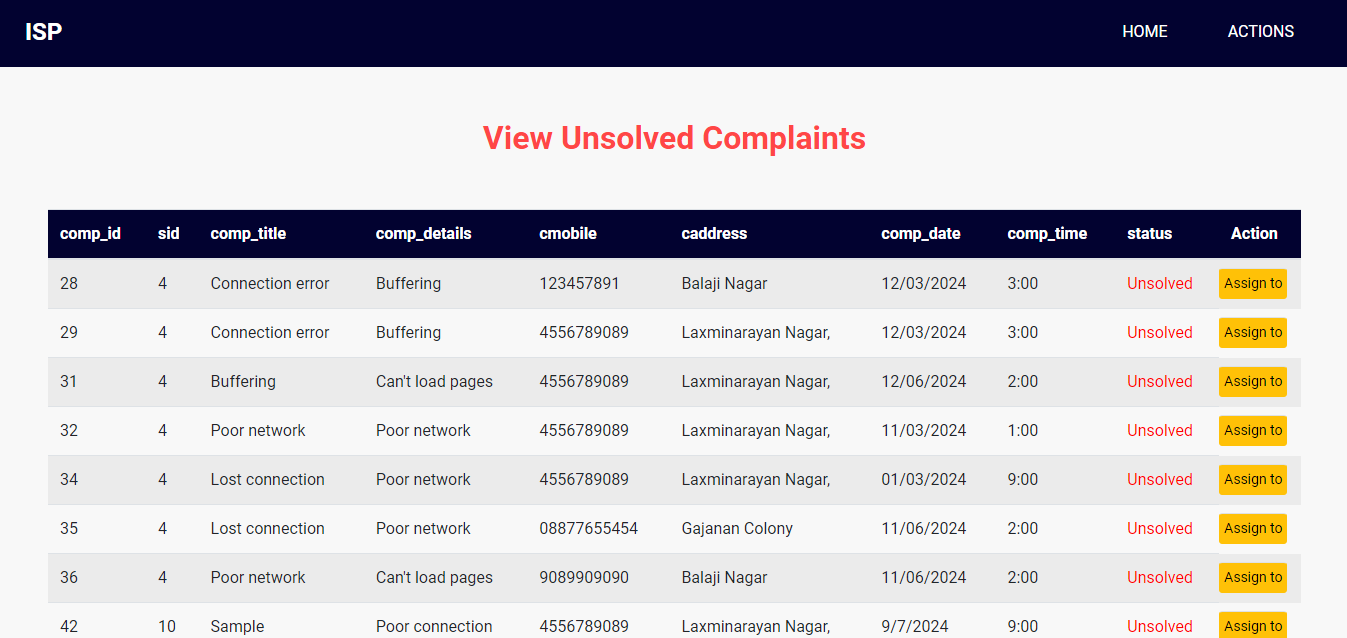 ISP HOME ACTIONS
View Unsolved Complaints
comp_id sid comp_title comp_details cmobile caddress comp_date comp_time status Action
28 4 Connection error Buffering 123457891 Balaji Nagar 12/03/2024 3:00 Unsolved Assign to
29 4 Connection error Buffering 4556789089 Laxminarayan Nagar, 12/03/2024 3:00 Unsolved Assign to
31 4 Buffering Can't load pages 4556789089 Laxminarayan Nagar, 12/06/2024 2:00 Unsolved Assign to
32 4 Poor network Poor network 4556789089 Laxminarayan Nagar, 11/03/2024 1:00 Unsolved Assign to
34 4 Lost connection Poor network 4556789089 Laxminarayan Nagar, 01/03/2024 9:00 Unsolved Assign to
35 4 Lost connection Poor network 08877655454 Gajanan Colony 11/06/2024 2:00 Unsolved Assign to
36 4 Poor network Can't load pages 9089909090 Balaji Nagar 11/06/2024 2:00 Unsolved Assign to
42 10 Sample Poor connection 4556789089 Laxminarayan Nagar, 9/7/2024 9:00 Unsolved Assign to